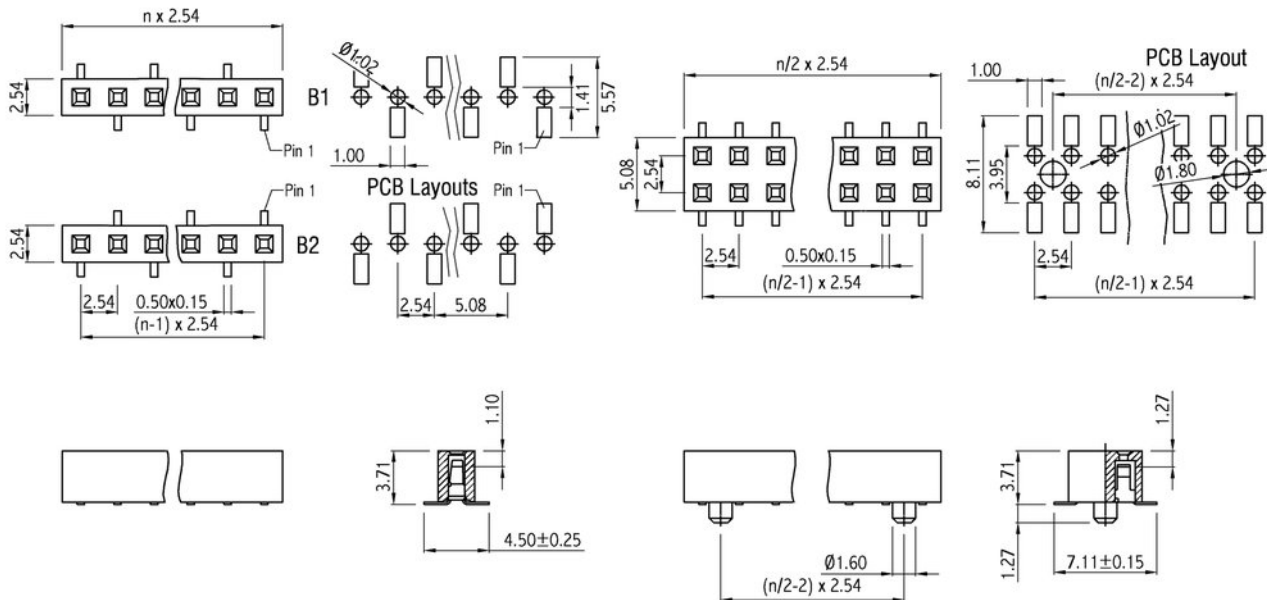 n x 2.54
2.54
B1
Pin 1
Ø1.02
1.00
1.41
5.57
Pin 1
PCB Layouts
Pin 1
Pin 1
2.54
B2
2.54
0.50x0.15
(n-1) x 2.54
2.54
5.08
n/2 x 2.54
5.08
2.54
2.54
0.50x0.15
(n/2-1) x 2.54
PCB Layout
1.00
(n/2-2) x 2.54
Ø1.02
8.11
3.95
Ø1.80
2.54
(n/2-1) x 2.54
3.71
1.10
4.50±0.25
Ø1.60
(n/2-2) x 2.54
3.71
1.27
1.27
7.11±0.15